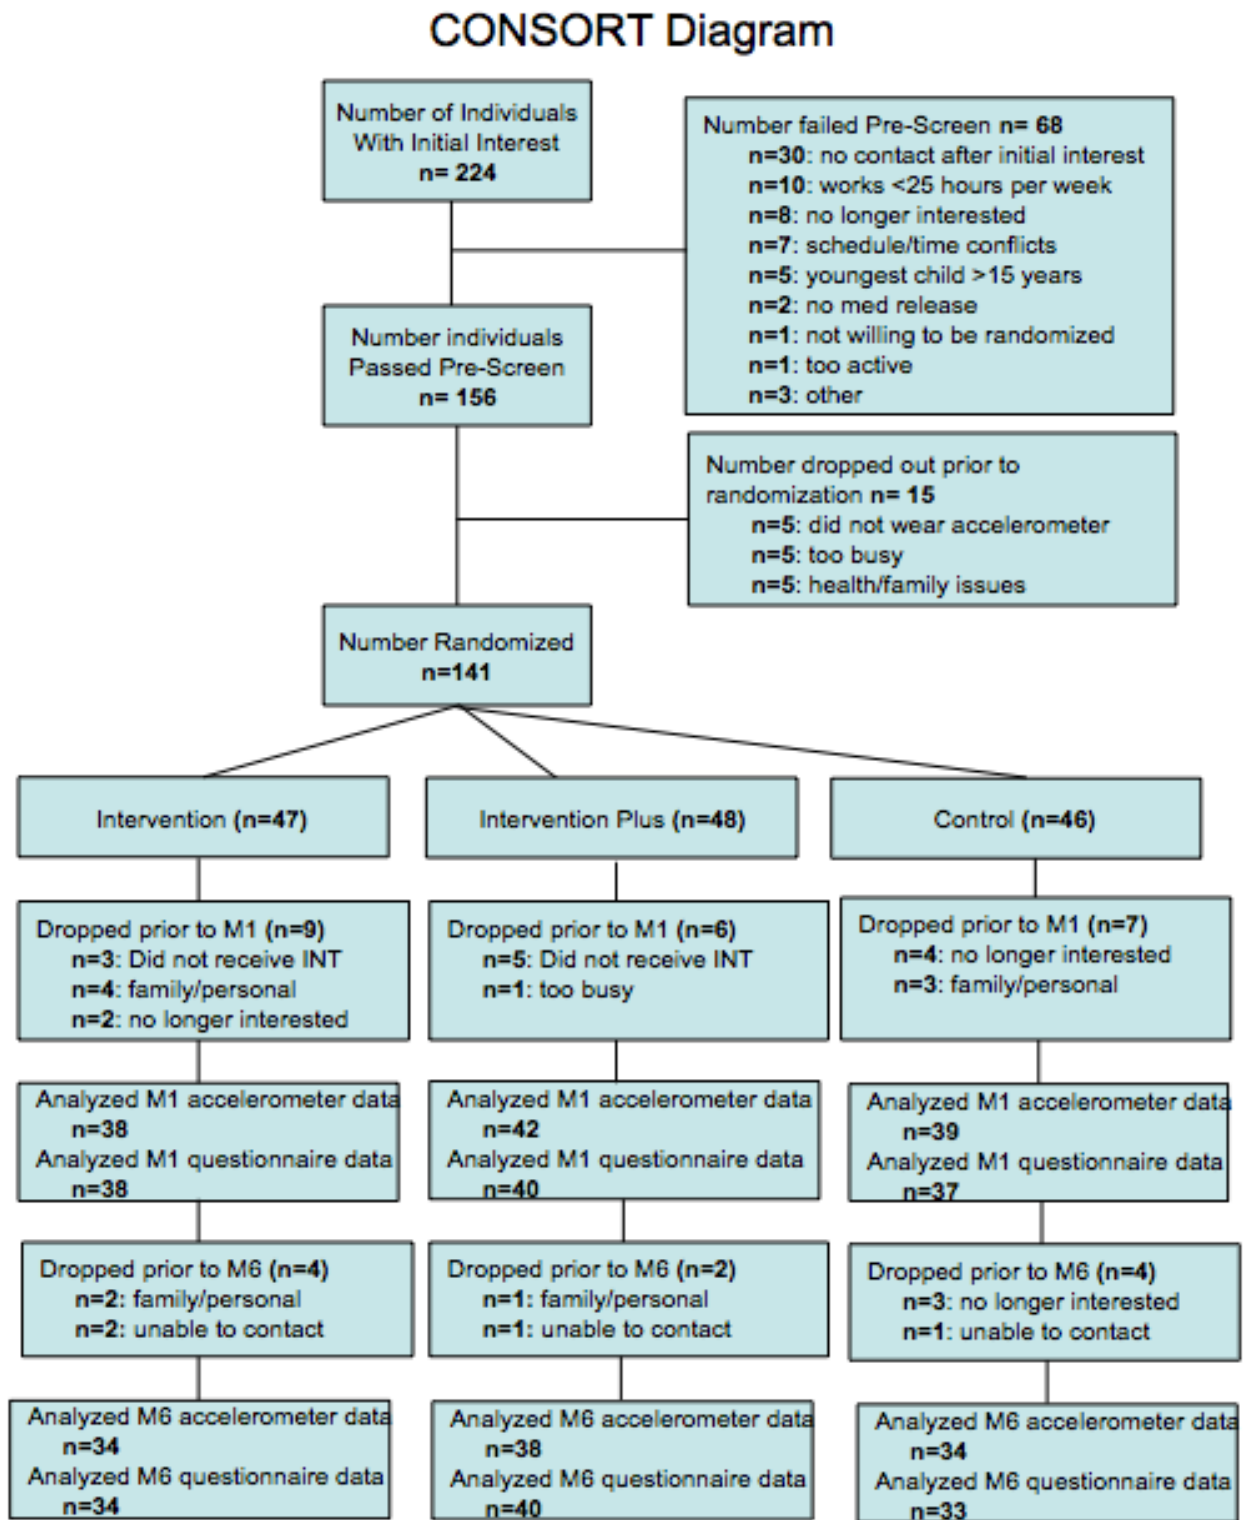 CONSORT Diagram
Number of Individuals
With Initial Interest
n= 224
Number failed Pre-Screen n= 68
n=30: no contact after initial interest
n=10: works <25 hours per week
n=8: no longer interested
n=7: schedule/time conflicts
n=5: youngest child >15 years
n=2: no med release
n=1: not willing to be randomized
n=1: too active
n=3: other
Number individuals
Passed Pre-Screen
n= 156
Number dropped out prior to
randomization n= 15
n=5: did not wear accelerometer
n=5: too busy
n=5: health/family issues
Number Randomized
n=141
Intervention (n=47)
Intervention Plus (n=48)
Control (n=46)
Dropped prior to M1 (n=9)
n=3: Did not receive INT
n=4: family/personal
n=2: no longer interested
Dropped prior to M1 (n=6)
n=5: Did not receive INT
n=1: too busy
Dropped prior to M1 (n=7)
n=4: no longer interested
n=3: family/personal
Analyzed M1 accelerometer data
n=38
Analyzed M1 questionnaire data
n=38
Analyzed M1 accelerometer data
n=42
Analyzed M1 questionnaire data
n=40
Analyzed M1 accelerometer data
n=39
Analyzed M1 questionnaire data
n=37
Dropped prior to M6 (n=4)
n=2: family/personal
n=2: unable to contact
Dropped prior to M6 (n=2)
n=1: family/personal
n=1: unable to contact
Dropped prior to M6 (n=4)
n=3: no longer interested
n=1: unable to contact
Analyzed M6 accelerometer data
n=34
Analyzed M6 questionnaire data
n=34
Analyzed M6 accelerometer data
n=38
Analyzed M6 questionnaire data
n=40
Analyzed M6 accelerometer data
n=34
Analyzed M6 questionnaire data
n=33